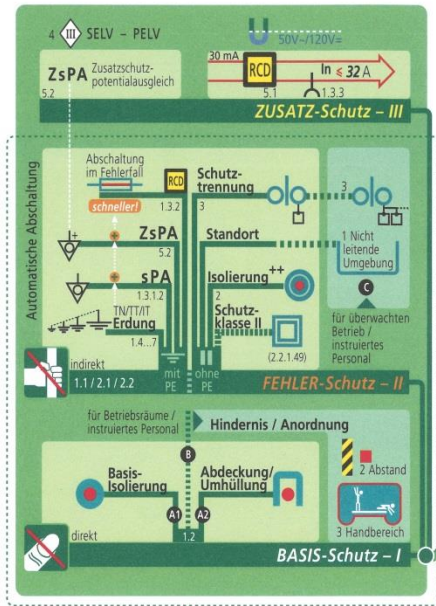 4 III SELV – PELV
50V~/120V=
ZsPA Zusatzschutz-
potentialausgleich
5.2
30 mA
RCD
In ≤ 32 A
5.1
1.3.3
ZUSATZ-Schutz – III
Automatische Abschaltung
Abschaltung
im Fehlerfall
schneller!
RCD
1.3.2
ZsPA
5.2
sPA
1.3.1.2
TN/TT/IT
Erdung
1.4...7
mit
PE
ohne
PE
Schutz-
trennung
3
3
Standort
1 Nicht
leitende
Umgebung
Isolierung++
2
Schutz-
klasse II
(2.2.1.49)
C
für überwachten
Betrieb /
instruiertes
Personal
indirekt
1.1 / 2.1 / 2.2
FEHLER-Schutz – II
für Betriebsräume /
instruiertes Personal
Hindernis / Anordnung
B
Basis-
Isolierung
Abdeckung/
Umhüllung
A1
A2
1.2
2 Abstand
3 Handbereich
direkt
BASIS-Schutz – I